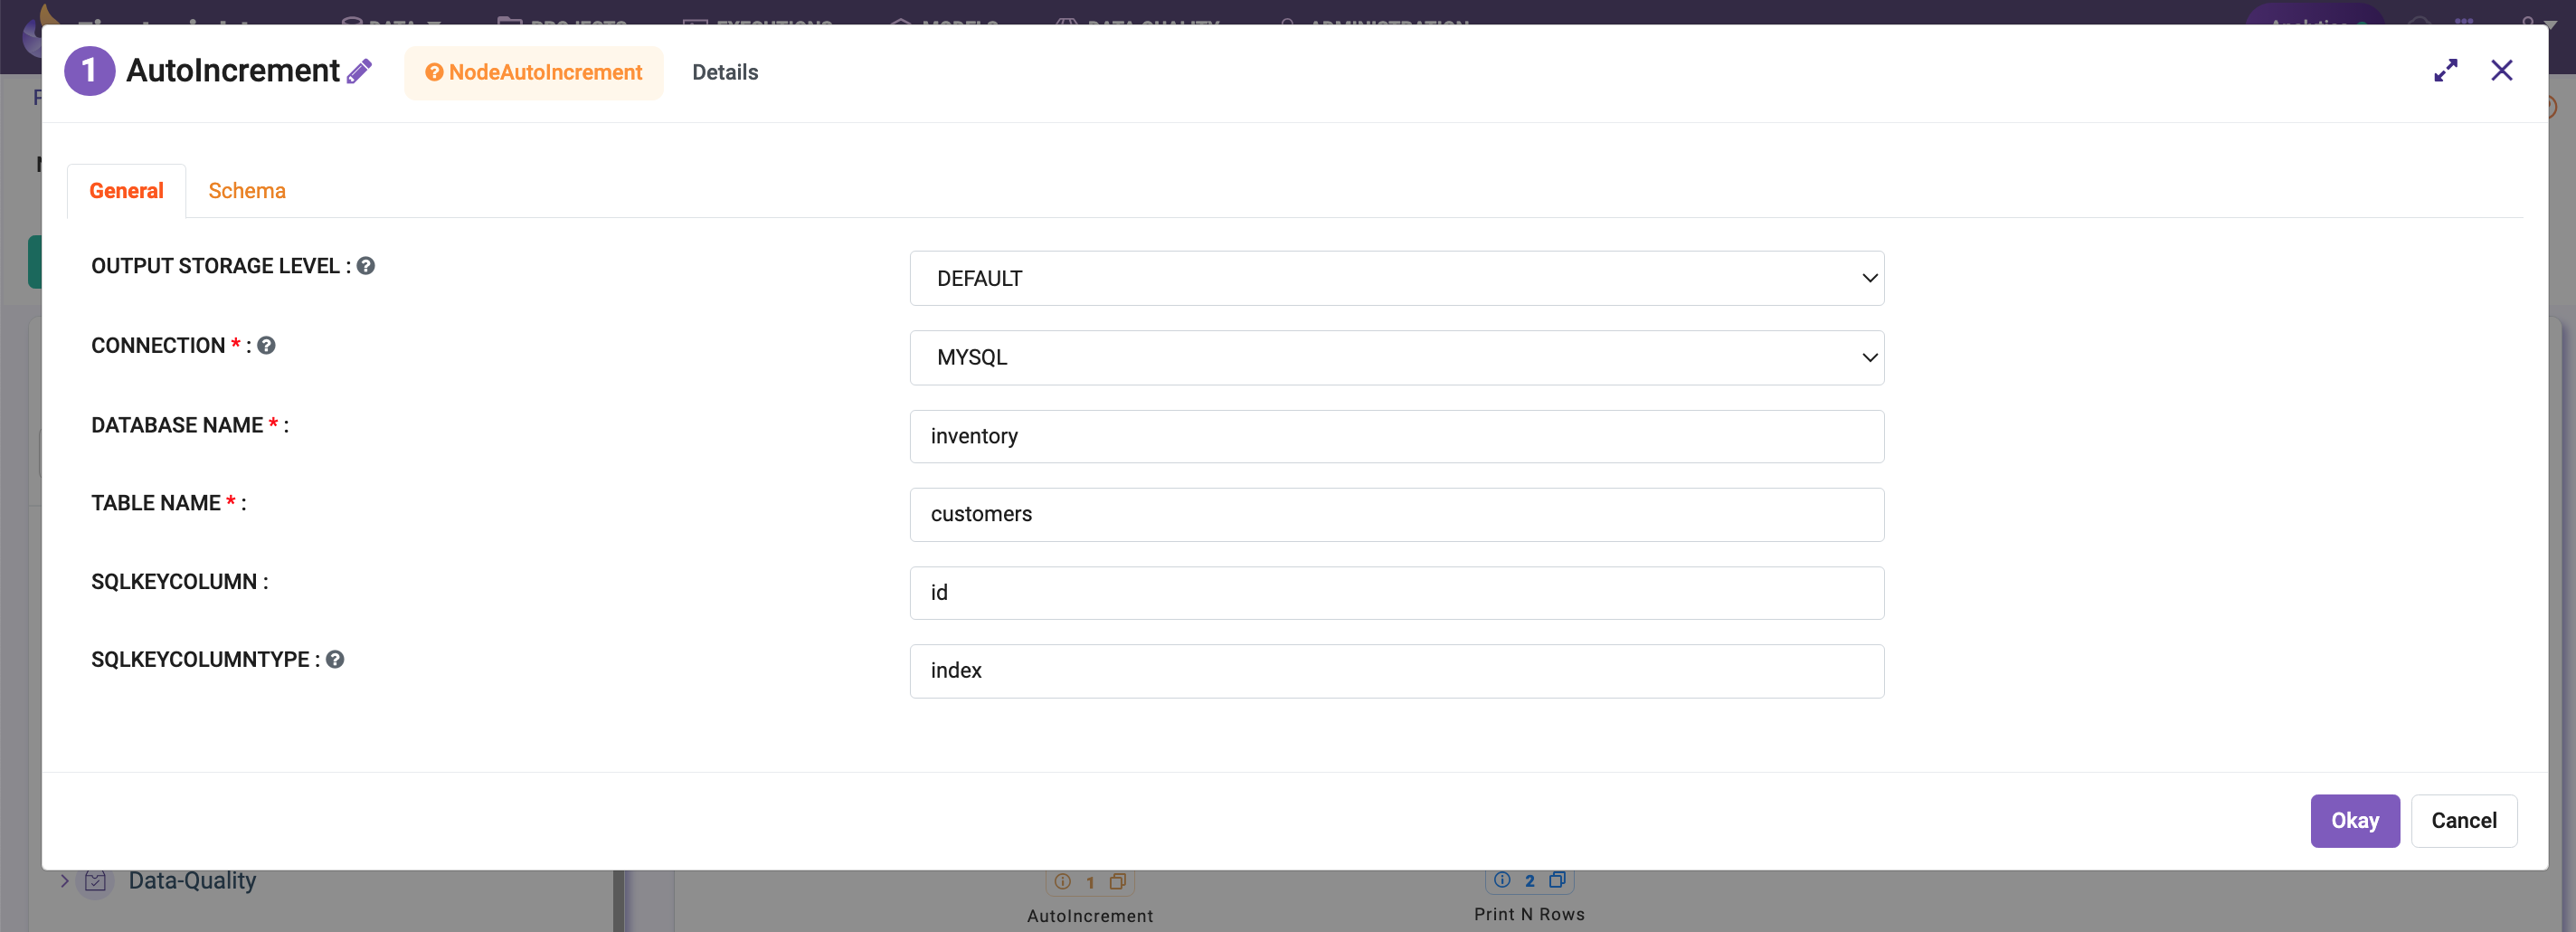 1 AutoIncrement NodeAutoIncrement Details
General Schema
OUTPUT STORAGE LEVEL : DEFAULT
CONNECTION * : MYSQL
DATABASE NAME * : inventory
TABLE NAME * : customers
SQLKEYCOLUMN : id
SQLKEYCOLUMNTYPE : index
Okay Cancel
Data-Quality
1
2
AutoIncrement
Print N Rows